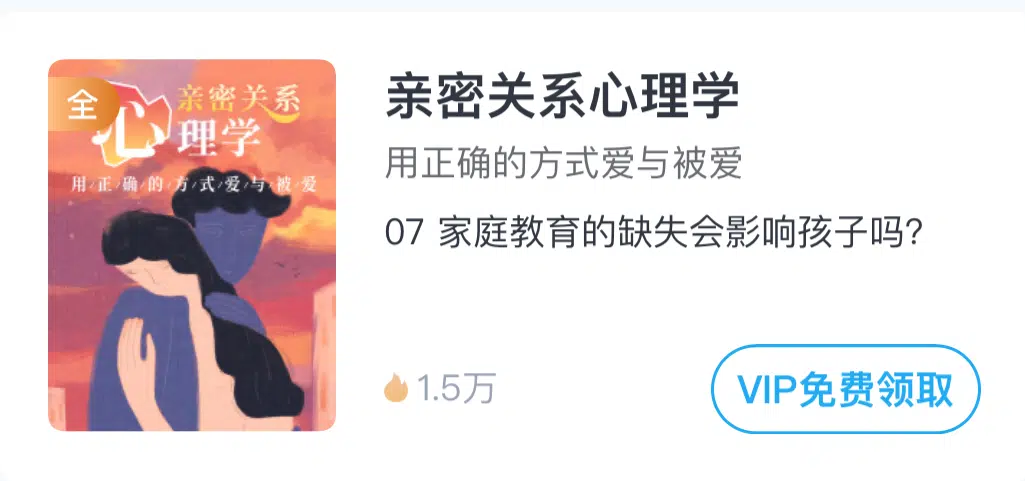 全
亲密关系
心理学
用正确的方式爱与被爱
亲密关系心理学
用正确的方式爱与被爱
07 家庭教育的缺失会影响孩子吗？
1.5万
VIP免费领取